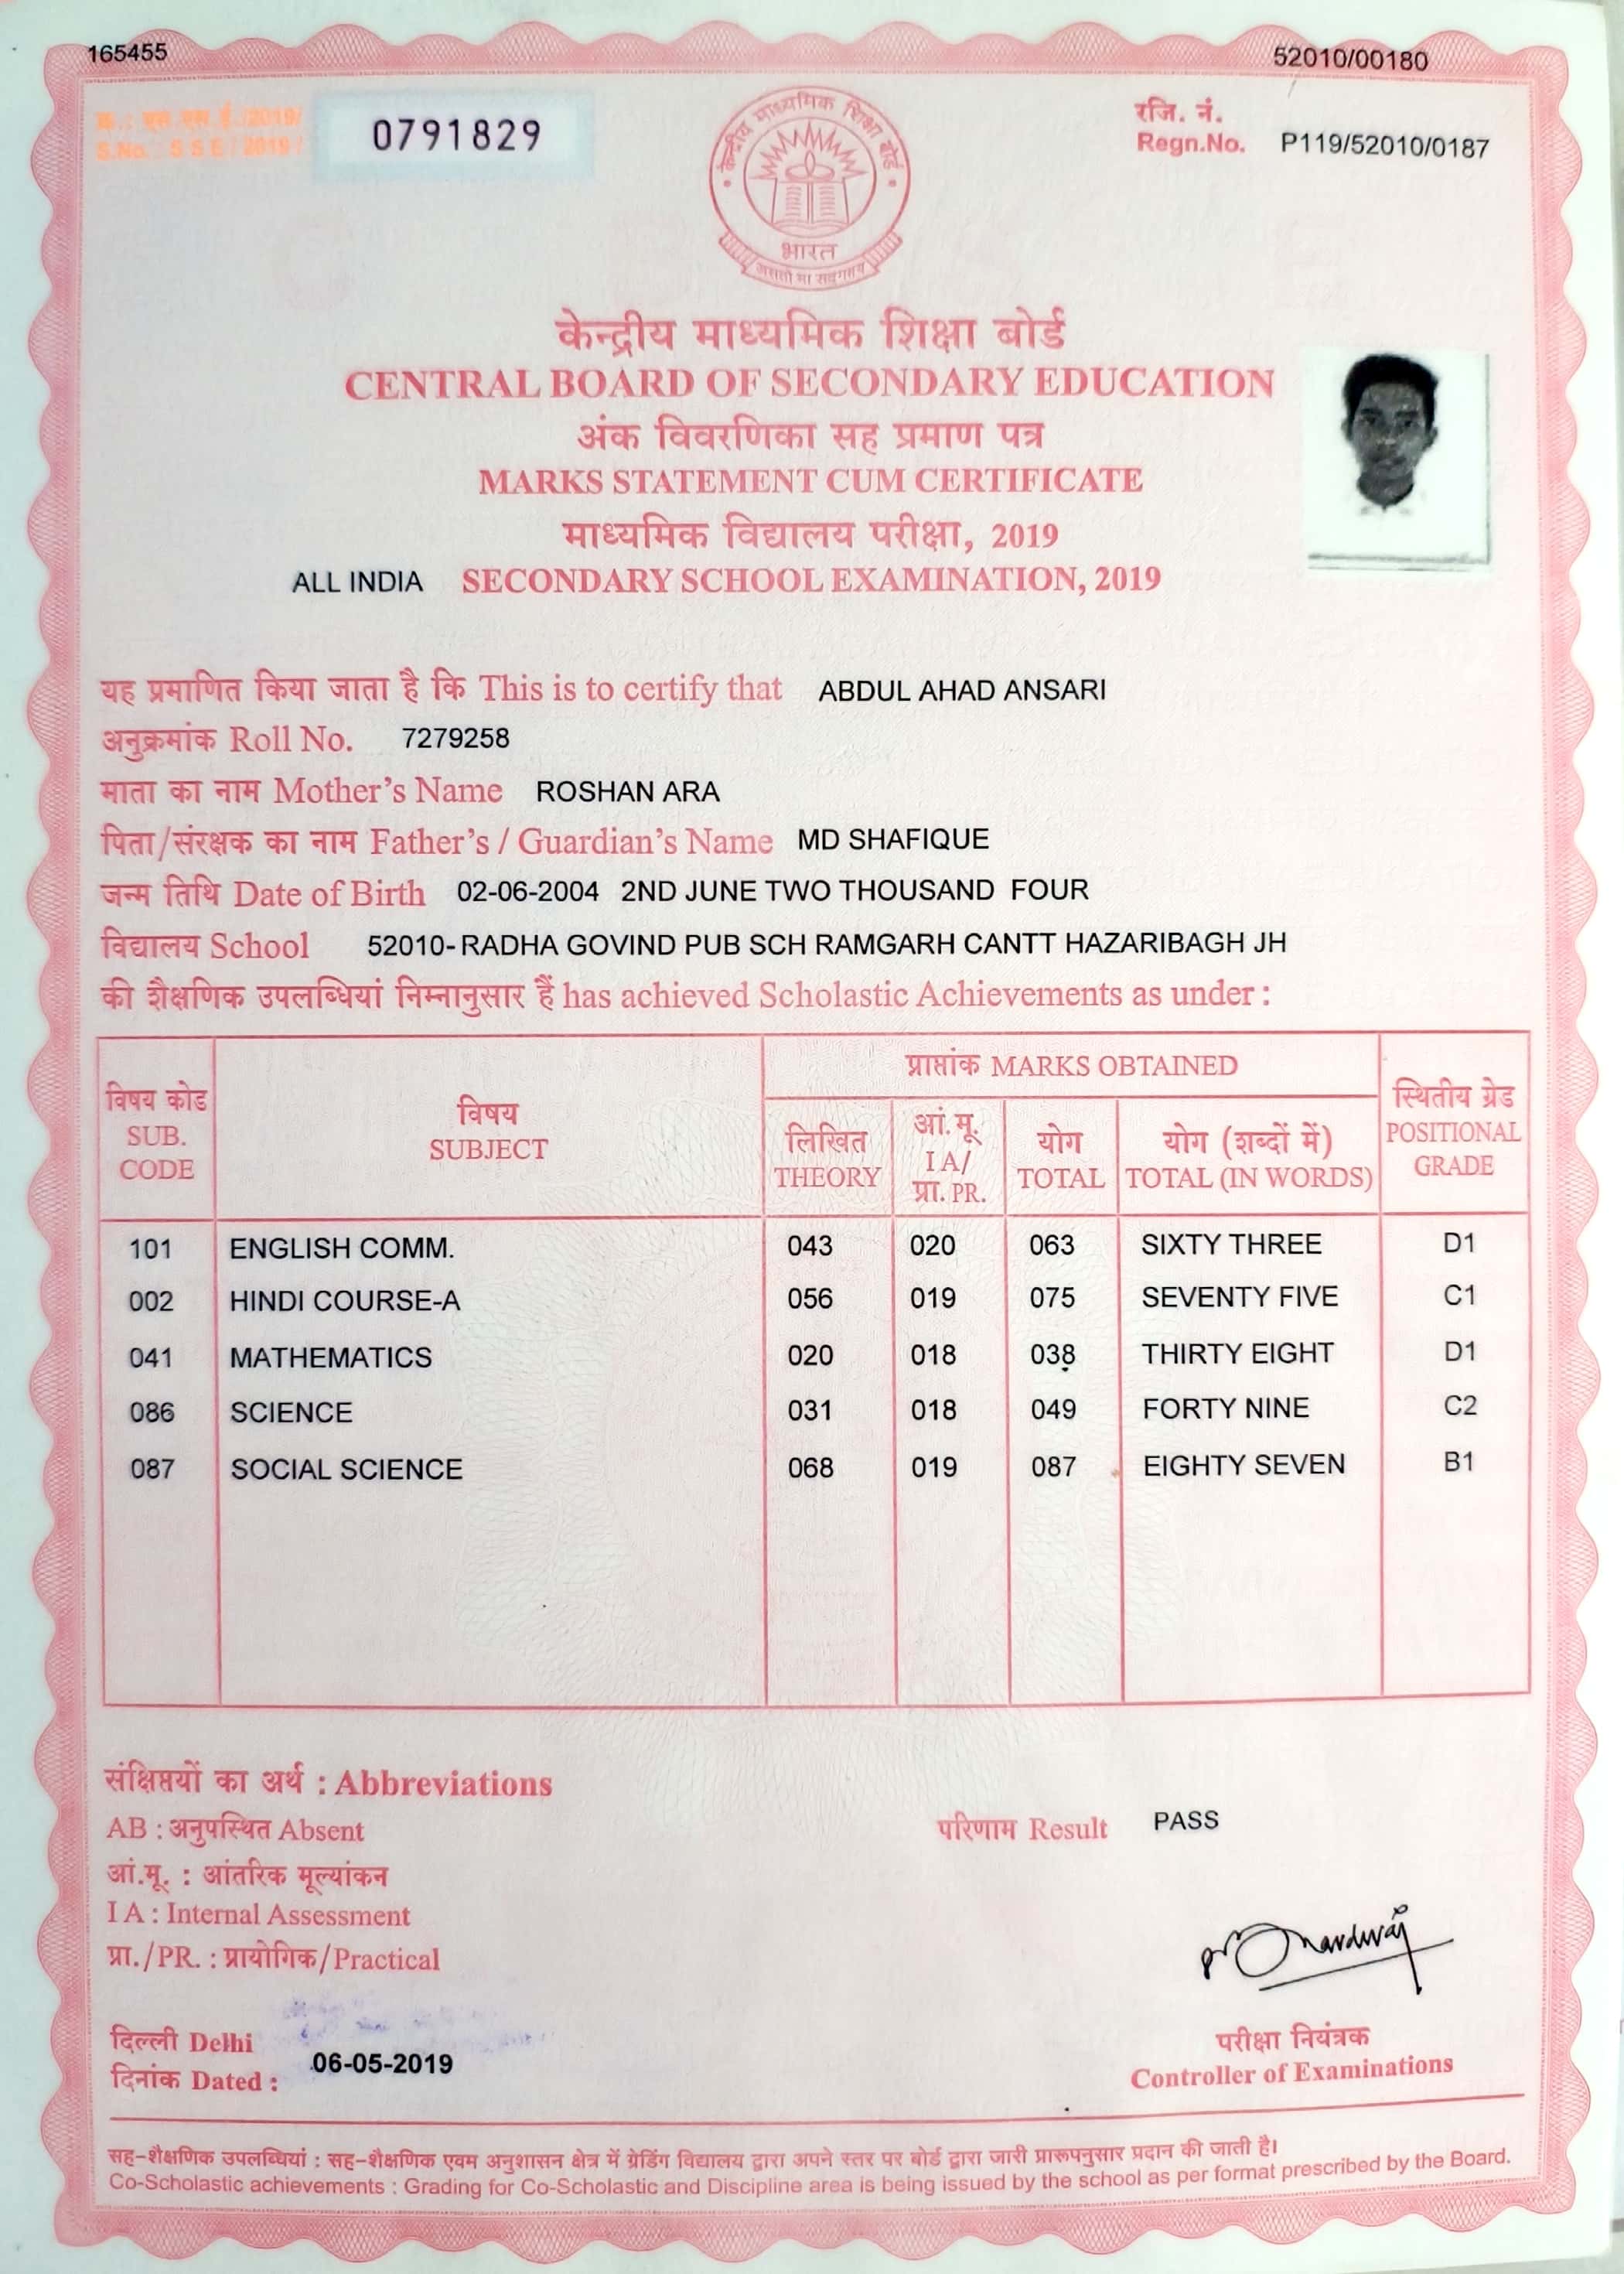 165455
52010/00180
क्र.: एस एस ई /2019/
S.No.: S S E / 2019 /
0791829
रजि. नं.
Regn.No. P119/52010/0187
केन्द्रीय माध्यमिक शिक्षा बोर्ड
भारत
असतो मा सद्गमय
केन्द्रीय माध्यमिक शिक्षा बोर्ड
CENTRAL BOARD OF SECONDARY EDUCATION
अंक विवरणिका सह प्रमाण पत्र
MARKS STATEMENT CUM CERTIFICATE
माध्यमिक विद्यालय परीक्षा, 2019
ALL INDIA SECONDARY SCHOOL EXAMINATION, 2019
यह प्रमाणित किया जाता है कि This is to certify that ABDUL AHAD ANSARI
अनुक्रमांक Roll No. 7279258
माता का नाम Mother's Name ROSHAN ARA
पिता/संरक्षक का नाम Father's / Guardian's Name MD SHAFIQUE
जन्म तिथि Date of Birth 02-06-2004 2ND JUNE TWO THOUSAND FOUR
विद्यालय School 52010- RADHA GOVIND PUB SCH RAMGARH CANTT HAZARIBAGH JH
की शैक्षणिक उपलब्धियां निम्नानुसार हैं has achieved Scholastic Achievements as under :
विषय कोड SUB. CODE
विषय SUBJECT
प्राप्तांक MARKS OBTAINED
लिखित THEORY
आं.मू. I A/ प्रा. PR.
योग TOTAL
योग (शब्दों में) TOTAL (IN WORDS)
स्थितीय ग्रेड POSITIONAL GRADE
101 ENGLISH COMM. 043 020 063 SIXTY THREE D1
002 HINDI COURSE-A 056 019 075 SEVENTY FIVE C1
041 MATHEMATICS 020 018 038 THIRTY EIGHT D1
086 SCIENCE 031 018 049 FORTY NINE C2
087 SOCIAL SCIENCE 068 019 087 EIGHTY SEVEN B1
संक्षिप्तयों का अर्थ : Abbreviations
AB : अनुपस्थित Absent
परिणाम Result PASS
आं.मू. : आंतरिक मूल्यांकन
I A : Internal Assessment
प्रा./PR. : प्रायोगिक/Practical
दिल्ली Delhi
दिनांक Dated : 06-05-2019
परीक्षा नियंत्रक
Controller of Examinations
सह-शैक्षणिक उपलब्धियां : सह-शैक्षणिक एवम अनुशासन क्षेत्र में ग्रेडिंग विद्यालय द्वारा अपने स्तर पर बोर्ड द्वारा जारी प्रारूपनुसार प्रदान की जाती है।
Co-Scholastic achievements : Grading for Co-Scholastic and Discipline area is being issued by the school as per format prescribed by the Board.